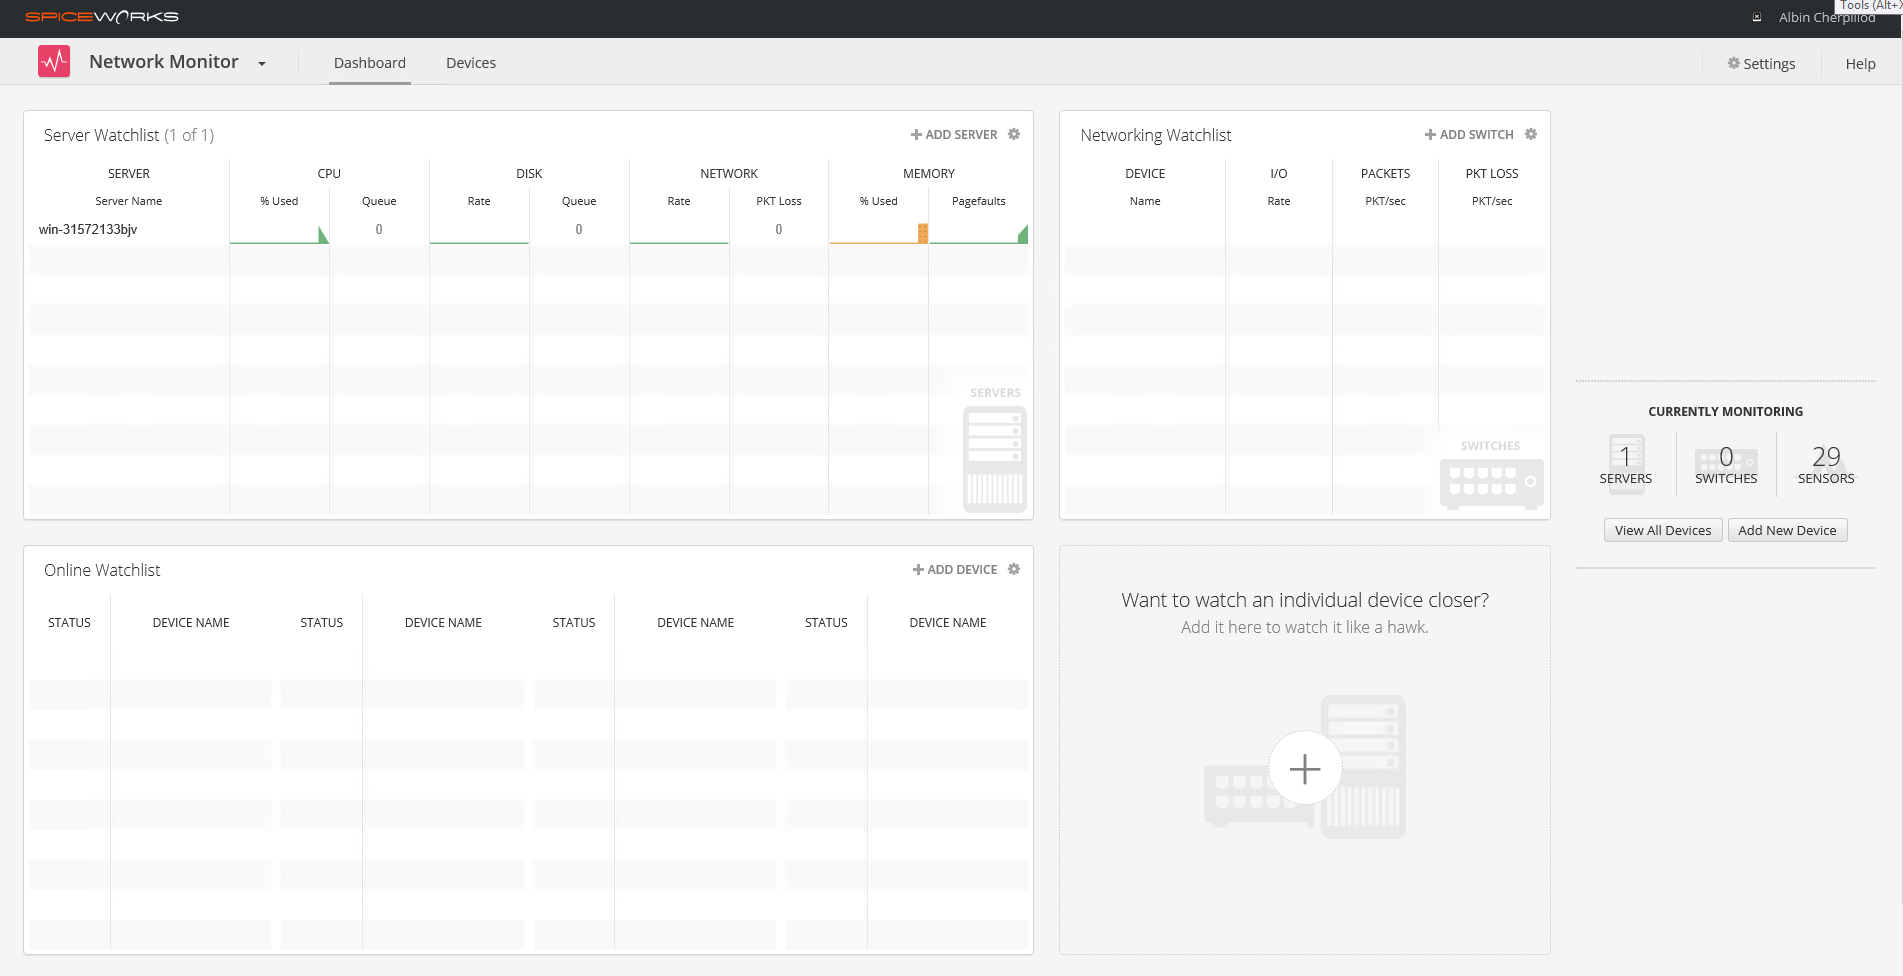 SPICEWORKS
Tools (Alt+X
Albin Cherpillod
Network Monitor
Dashboard
Devices
Settings
Help
Server Watchlist (1 of 1)
ADD SERVER
SERVER CPU DISK NETWORK MEMORY
Server Name % Used Queue Rate Queue Rate PKT Loss % Used Pagefaults
win-31572133bjv 0 0 0
SERVERS
Networking Watchlist
ADD SWITCH
DEVICE I/O PACKETS PKT LOSS
Name Rate PKT/sec PKT/sec
SWITCHES
CURRENTLY MONITORING
1 0 29
SERVERS SWITCHES SENSORS
View All Devices Add New Device
Online Watchlist
ADD DEVICE
STATUS DEVICE NAME STATUS DEVICE NAME STATUS DEVICE NAME STATUS DEVICE NAME
Want to watch an individual device closer?
Add it here to watch it like a hawk.